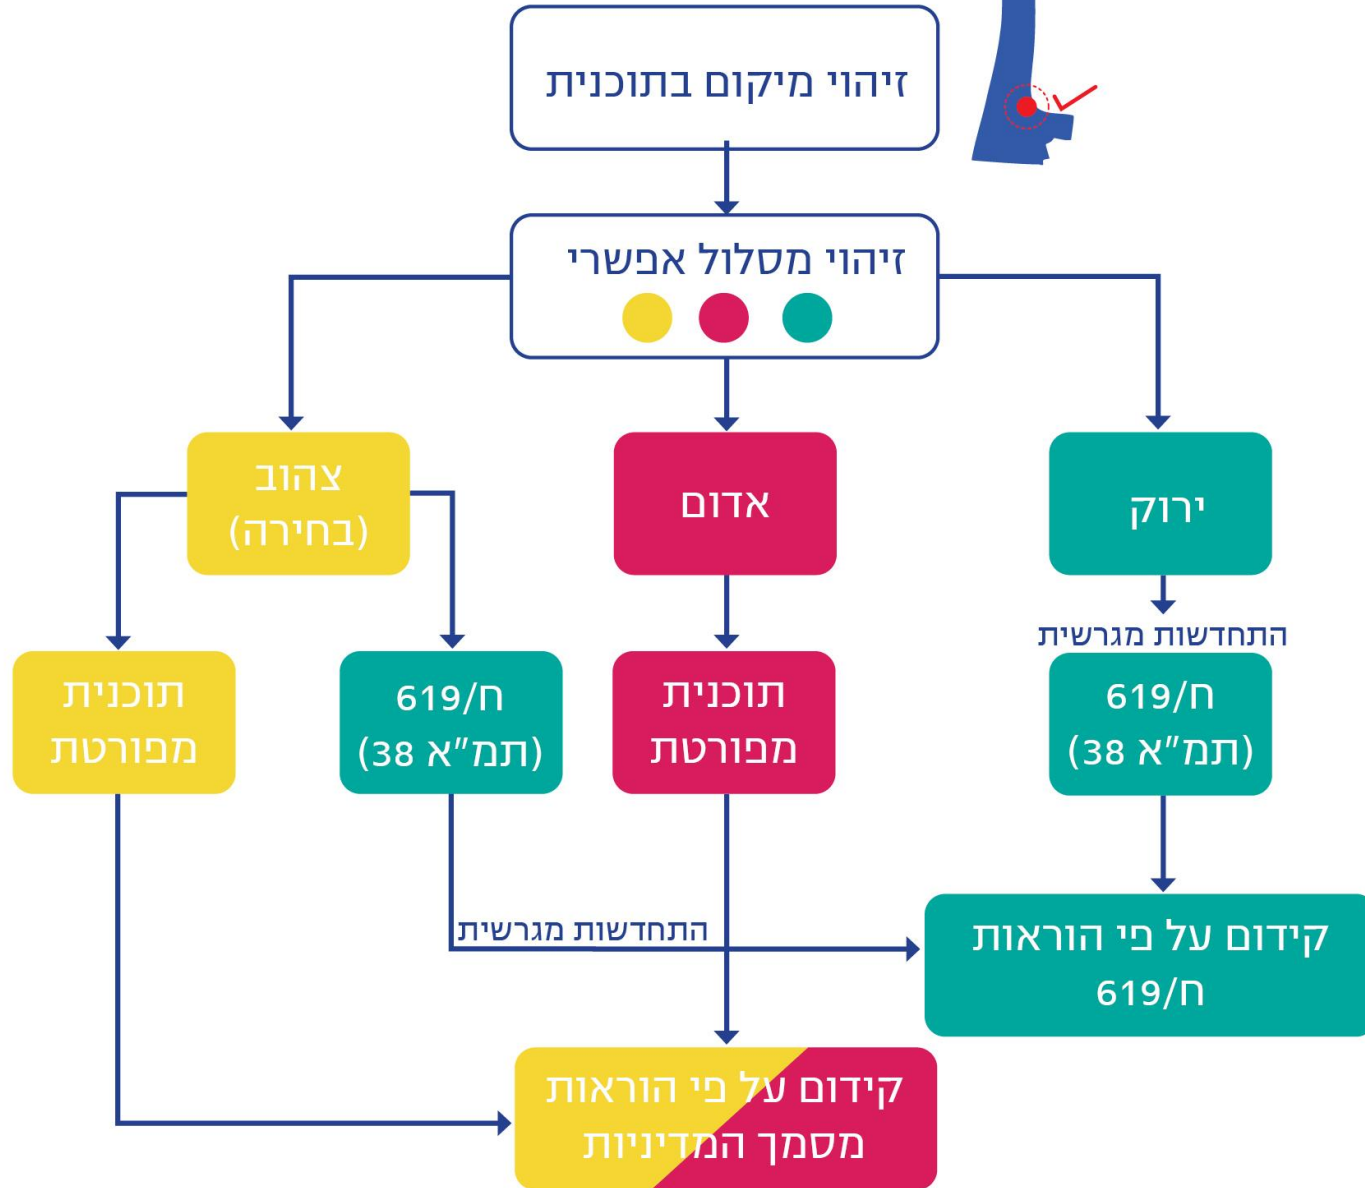 זיהוי מיקום בתוכנית
זיהוי מסלול אפשרי
ירוק
אדום
צהוב
(בחירה)
התחדשות מגרשית
ח/619
(תמ"א 38)
תוכנית
מפורטת
ח/619
(תמ"א 38)
תוכנית
מפורטת
קידום על פי הוראות
ח/619
התחדשות מגרשית
קידום על פי הוראות
מסמך המדיניות